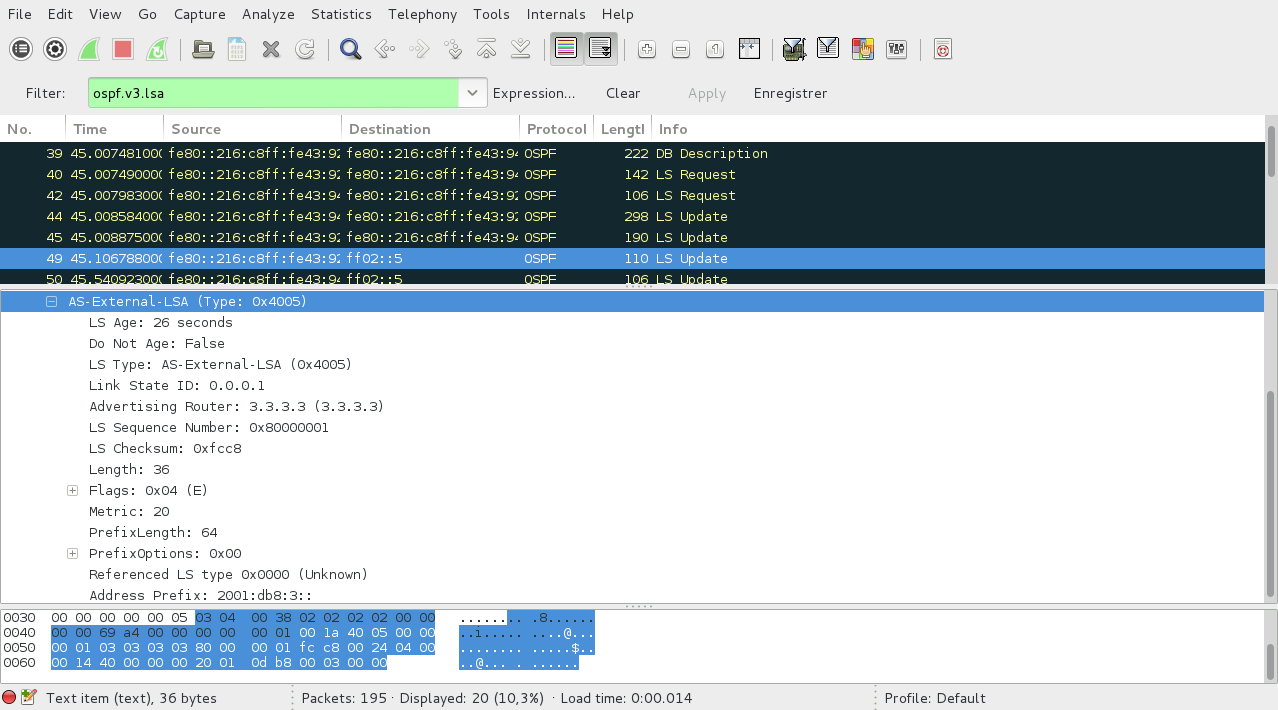 File Edit View Go Capture Analyze Statistics Telephony Tools Internals Help
Filter: ospf.v3.lsa Expression... Clear Apply Enregistrer
No. Time Source Destination Protocol Lengtl Info
39 45.007481000 fe80::216:c8ff:fe43:92 fe80::216:c8ff:fe43:94 OSPF 222 DB Description
40 45.007490000 fe80::216:c8ff:fe43:92 fe80::216:c8ff:fe43:94 OSPF 142 LS Request
42 45.007983000 fe80::216:c8ff:fe43:94 fe80::216:c8ff:fe43:92 OSPF 106 LS Request
44 45.008584000 fe80::216:c8ff:fe43:94 fe80::216:c8ff:fe43:92 OSPF 298 LS Update
45 45.008875000 fe80::216:c8ff:fe43:92 fe80::216:c8ff:fe43:94 OSPF 190 LS Update
49 45.106788000 fe80::216:c8ff:fe43:92 ff02::5 OSPF 110 LS Update
50 45.540923000 fe80::216:c8ff:fe43:94 ff02::5 OSPF 106 LS Update
AS-External-LSA (Type: 0x4005)
LS Age: 26 seconds
Do Not Age: False
LS Type: AS-External-LSA (0x4005)
Link State ID: 0.0.0.1
Advertising Router: 3.3.3.3 (3.3.3.3)
LS Sequence Number: 0x80000001
LS Checksum: 0xfcc8
Length: 36
Flags: 0x04 (E)
Metric: 20
PrefixLength: 64
PrefixOptions: 0x00
Referenced LS type 0x0000 (Unknown)
Address Prefix: 2001:db8:3::
0030 00 00 00 00 00 05 03 04 00 38 02 02 02 02 00 00 ........ .8......
0040 00 00 69 a4 00 00 00 00 00 01 00 1a 40 05 00 00 ..i..... ....@...
0050 00 01 03 03 03 03 80 00 00 01 fc c8 00 24 04 00 ........ .....$..
0060 00 14 40 00 00 00 20 01 0d b8 00 03 00 00 ..@... . ......
Text item (text), 36 bytes Packets: 195 · Displayed: 20 (10,3%) · Load time: 0:00.014 Profile: Default